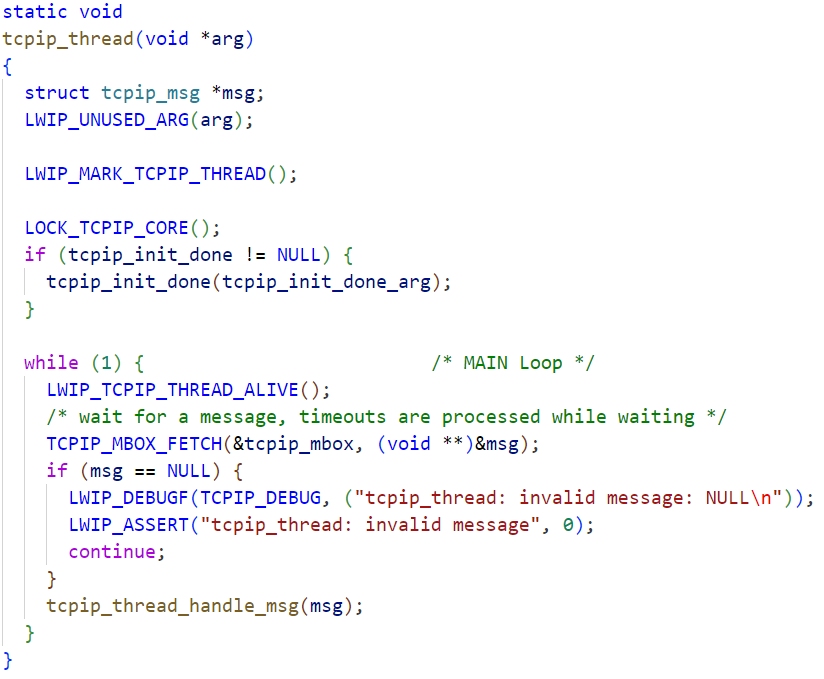 static void
tcpip_thread(void *arg)
{
  struct tcpip_msg *msg;
  LWIP_UNUSED_ARG(arg);

  LWIP_MARK_TCPIP_THREAD();

  LOCK_TCPIP_CORE();
  if (tcpip_init_done != NULL) {
    tcpip_init_done(tcpip_init_done_arg);
  }

  while (1) {                          /* MAIN Loop */
    LWIP_TCPIP_THREAD_ALIVE();
    /* wait for a message, timeouts are processed while waiting */
    TCPIP_MBOX_FETCH(&tcpip_mbox, (void **)&msg);
    if (msg == NULL) {
      LWIP_DEBUGF(TCPIP_DEBUG, ("tcpip_thread: invalid message: NULL\n"));
      LWIP_ASSERT("tcpip_thread: invalid message", 0);
      continue;
    }
    tcpip_thread_handle_msg(msg);
  }
}